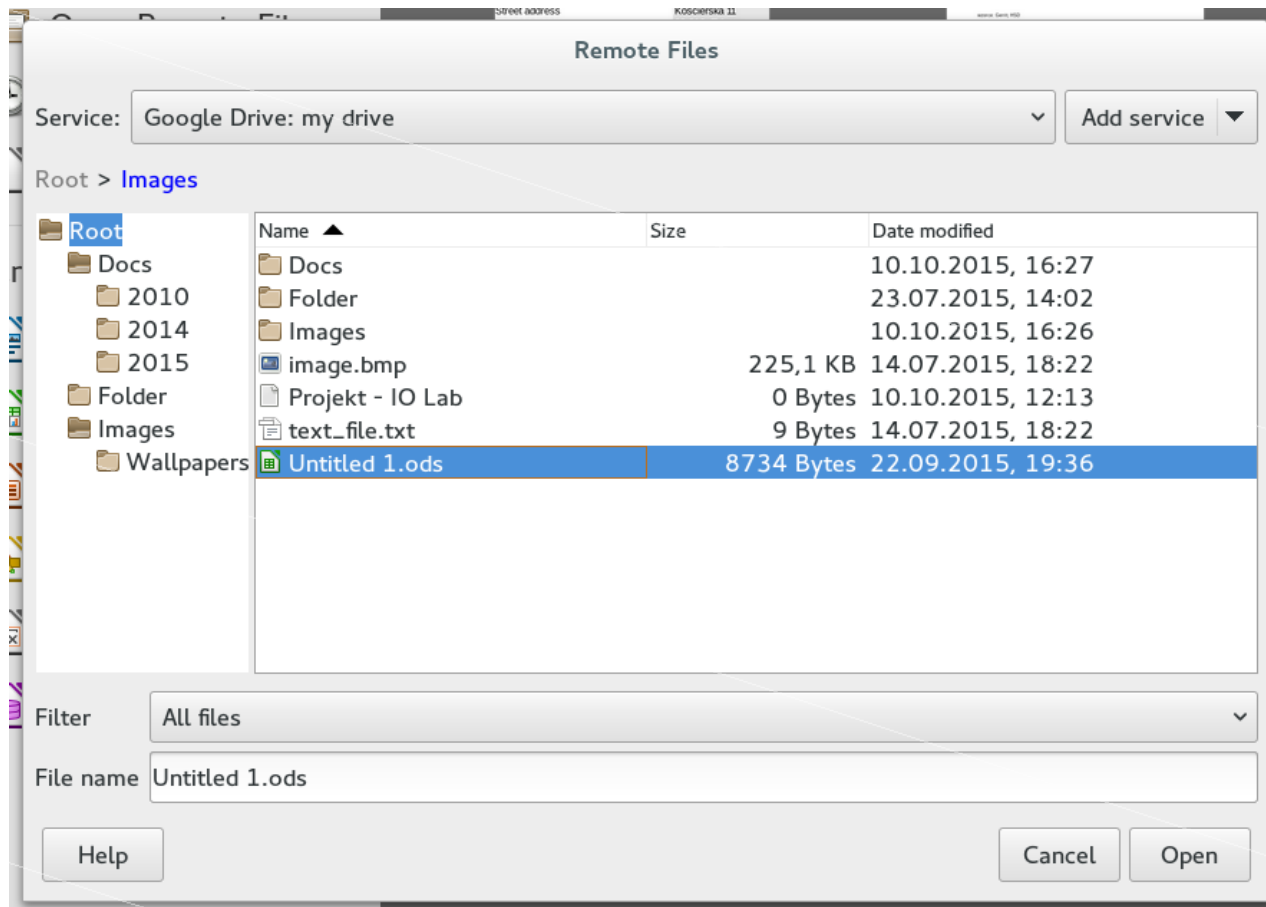 Street address Kościerska 11
Remote Files
Service: Google Drive: my drive Add service
Root > Images
Root
Docs
2010
2014
2015
Folder
Images
Wallpapers
Name Size Date modified
Docs 10.10.2015, 16:27
Folder 23.07.2015, 14:02
Images 10.10.2015, 16:26
image.bmp 225,1 KB 14.07.2015, 18:22
Projekt - IO Lab 0 Bytes 10.10.2015, 12:13
text_file.txt 9 Bytes 14.07.2015, 18:22
Untitled 1.ods 8734 Bytes 22.09.2015, 19:36
Filter All files
File name Untitled 1.ods
Help Cancel Open